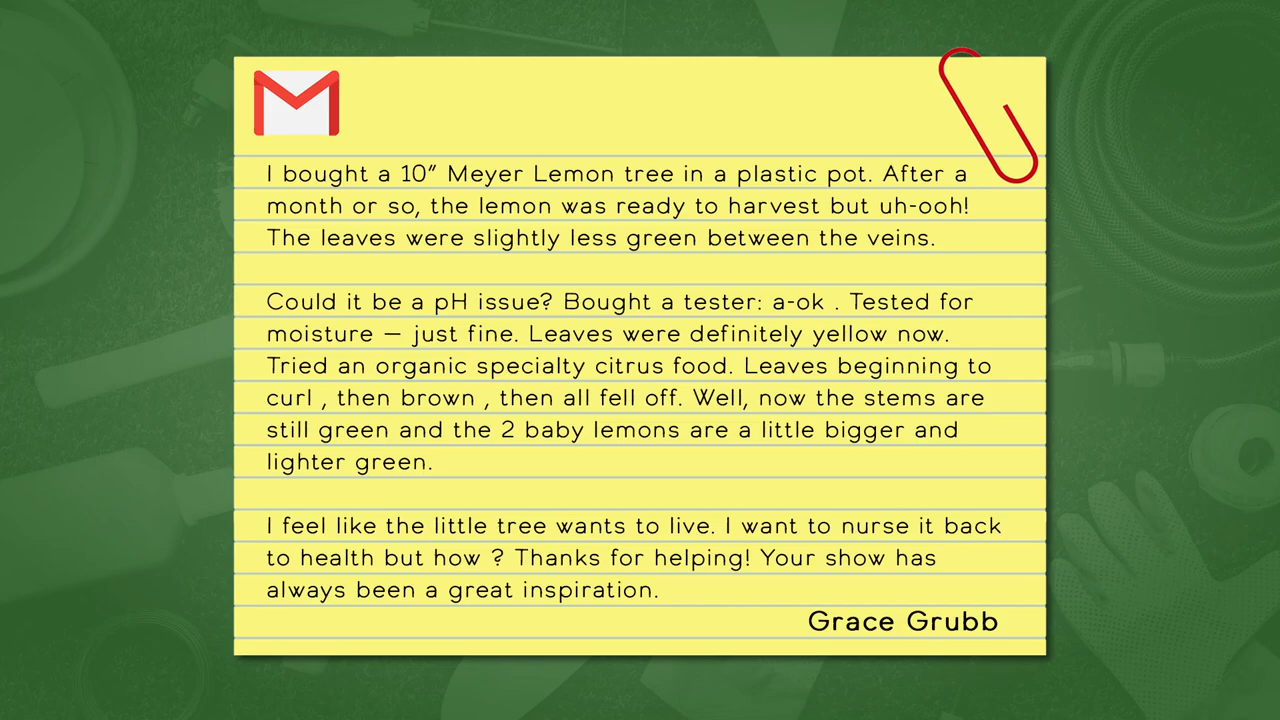 I bought a 10” Meyer Lemon tree in a plastic pot. After a
month or so, the lemon was ready to harvest but uh-ooh!
The leaves were slightly less green between the veins.
Could it be a pH issue? Bought a tester: a-ok . Tested for
moisture – just fine. Leaves were definitely yellow now.
Tried an organic specialty citrus food. Leaves beginning to
curl , then brown , then all fell off. Well, now the stems are
still green and the 2 baby lemons are a little bigger and
lighter green.
I feel like the little tree wants to live. I want to nurse it back
to health but how ? Thanks for helping! Your show has
always been a great inspiration.
Grace Grubb